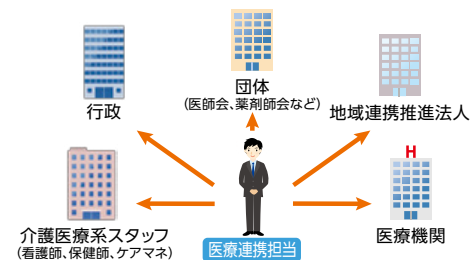 団体
(医師会、薬剤師会など)
行政
地域連携推進法人
H
介護医療系スタッフ
(看護師、保健師、ケアマネ)
医療機関
医療連携担当